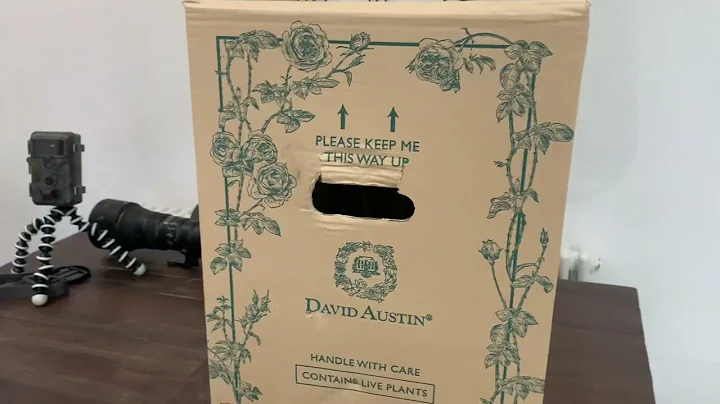 PLEASE KEEP ME
THIS WAY UP
DAVID AUSTIN®
HANDLE WITH CARE
CONTAINS LIVE PLANTS